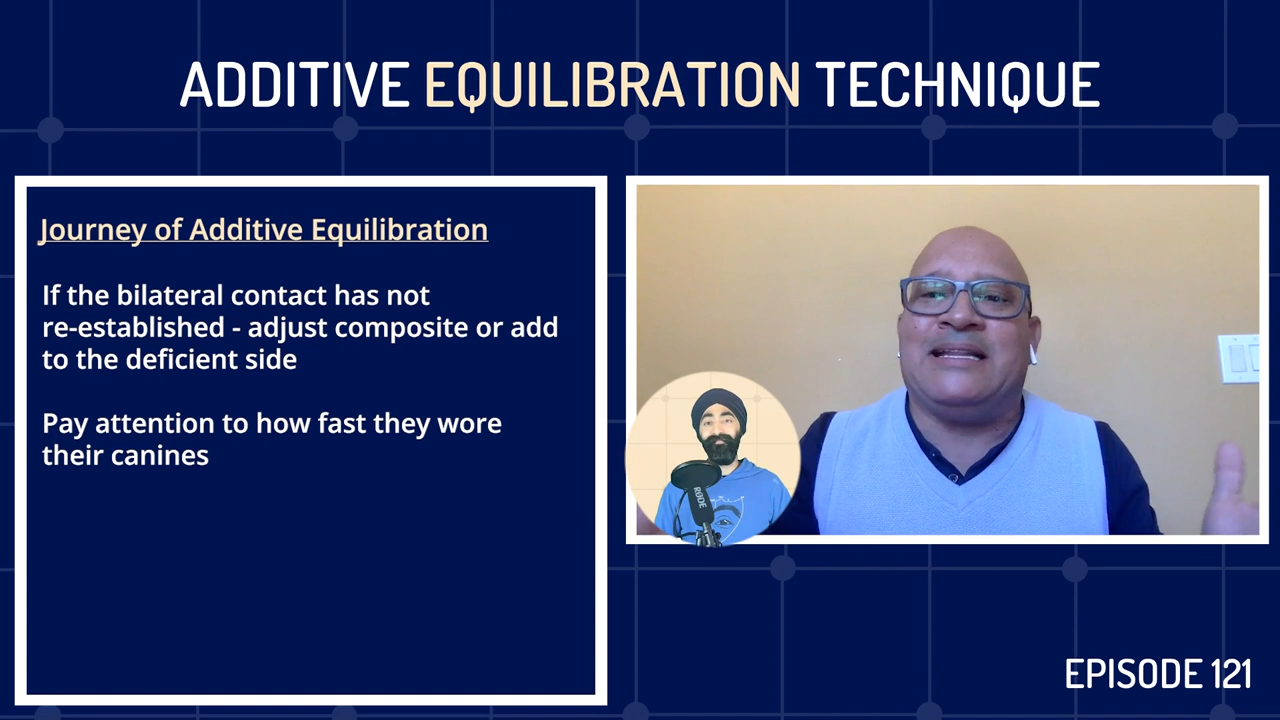 ADDITIVE EQUILIBRATION TECHNIQUE
Journey of Additive Equilibration
If the bilateral contact has not
re-established - adjust composite or add
to the deficient side
Pay attention to how fast they wore
their canines
RODE
EPISODE 121